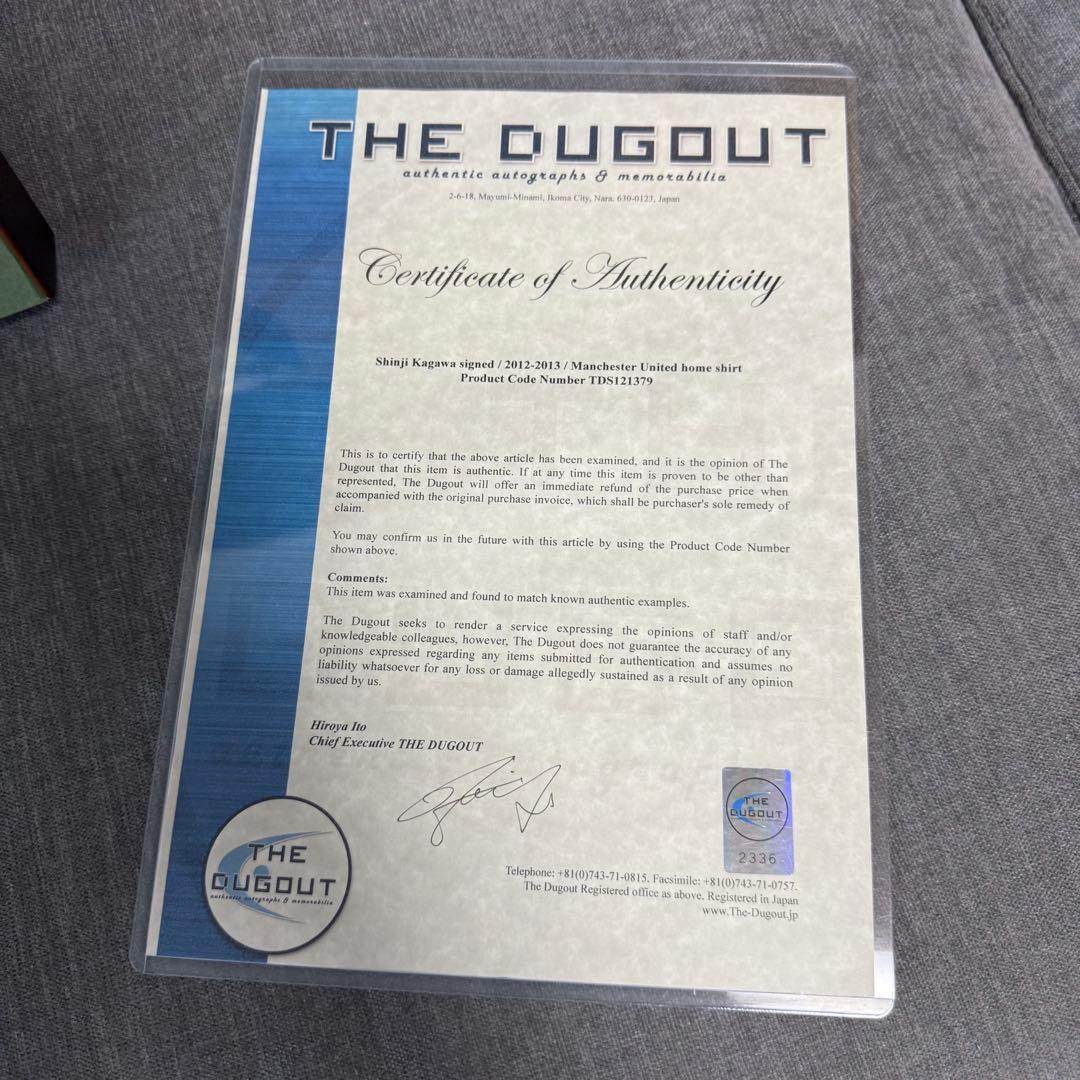 THE DUGOUT
authentic autographs & memorabilia
2-6-18, Mayumi-Minami, Ikoma City, Nara. 630-0123, Japan
Certificate of Authenticity
Shinji Kagawa signed / 2012-2013 / Manchester United home shirt
Product Code Number TDS121379
This is to certify that the above article has been examined, and it is the opinion of The
Dugout that this item is authentic. If at any time this item is proven to be other than
represented, The Dugout will offer an immediate refund of the purchase price when
accompanied with the original purchase invoice, which shall be purchaser's sole remedy of
claim.
You may confirm us in the future with this article by using the Product Code Number
shown above.
Comments:
This item was examined and found to match known authentic examples.
The Dugout seeks to render a service expressing the opinions of staff and/or
knowledgeable colleagues, however, The Dugout does not guarantee the accuracy of any
opinions expressed regarding any items submitted for authentication and assumes no
liability whatsoever for any loss or damage allegedly sustained as a result of any opinion
issued by us.
Hiroya Ito
Chief Executive THE DUGOUT
THE
DUGOUT
2336
THE
DUGOUT
authentic autographs & memorabilia
Telephone: +81(0)743-71-0815. Facsimile: +81(0)743-71-0757.
The Dugout Registered office as above. Registered in Japan
www.The-Dugout.jp